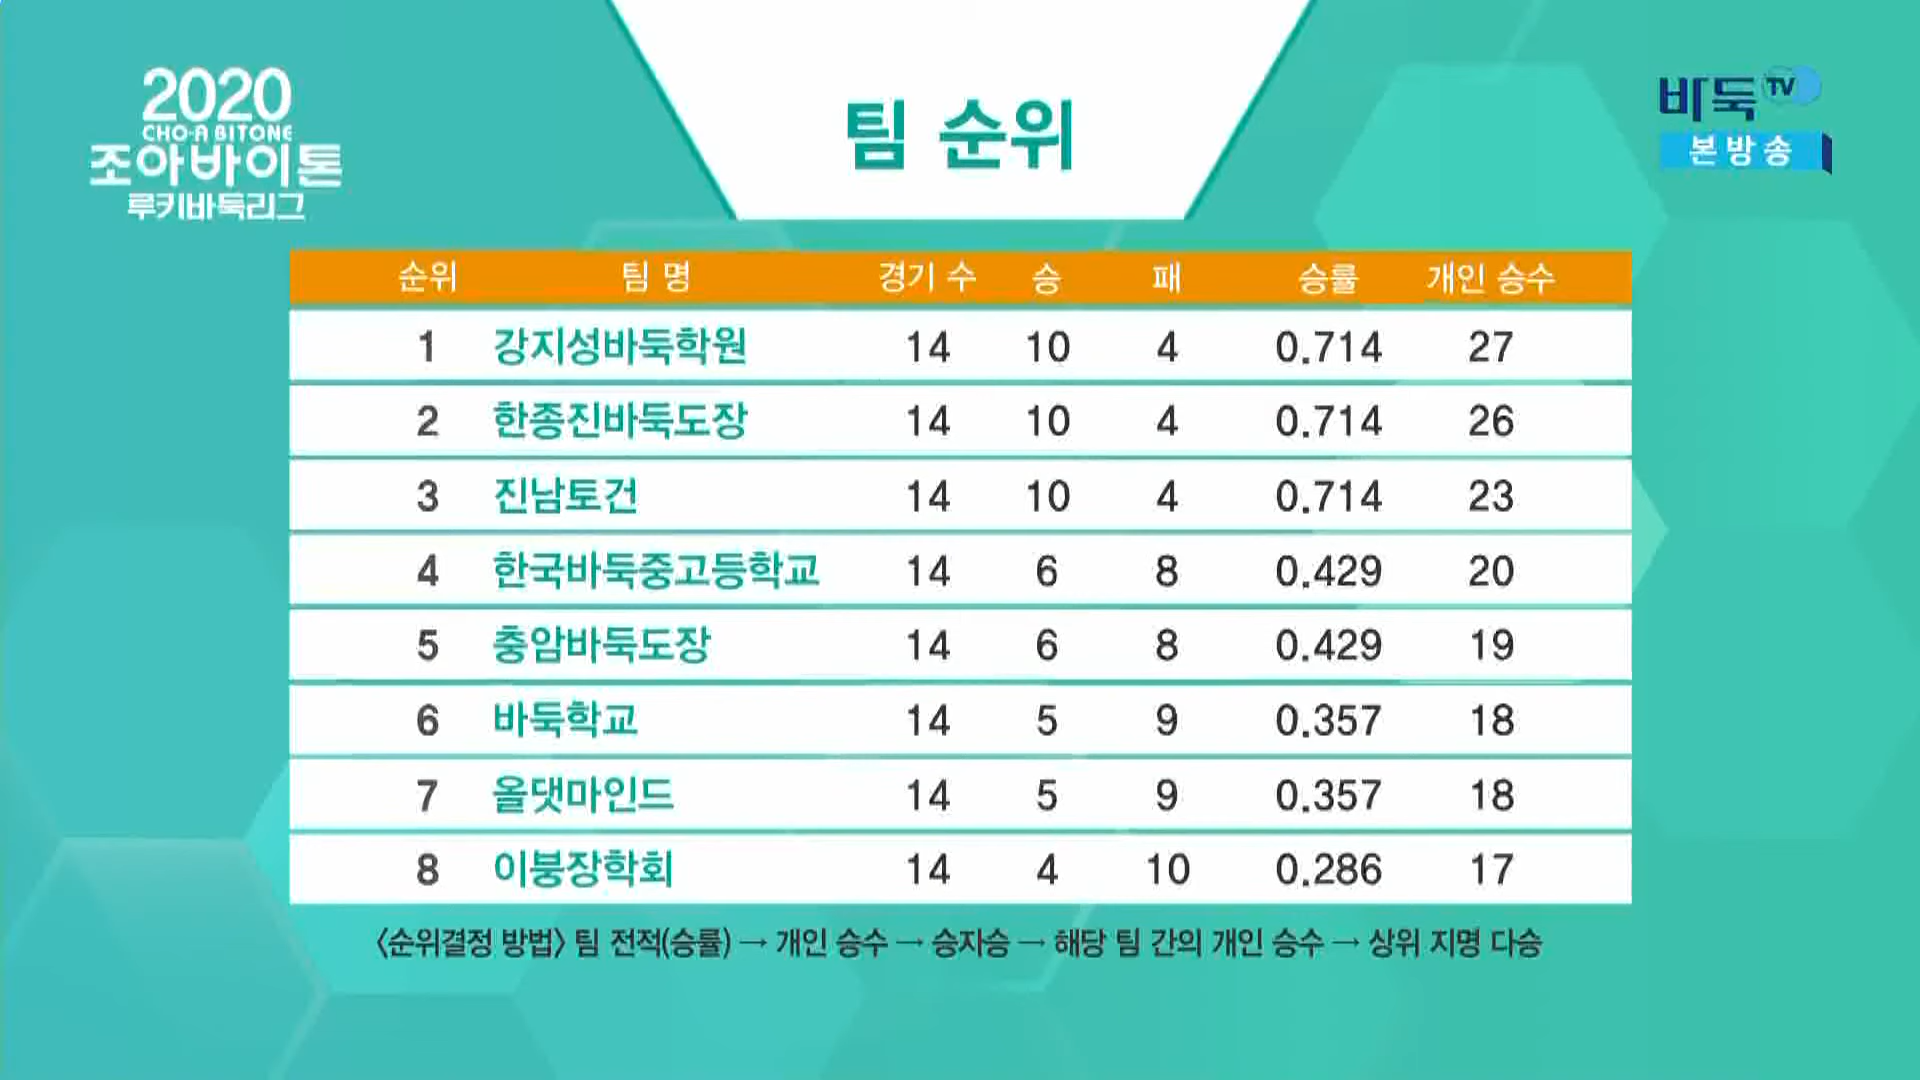 2020
CHO-A BITONE
조아바이톤
루키바둑리그
팀 순위
바둑TV
본방송
순위 팀 명 경기 수 승 패 승률 개인 승수
1 강지성바둑학원 14 10 4 0.714 27
2 한종진바둑도장 14 10 4 0.714 26
3 진남토건 14 10 4 0.714 23
4 한국바둑중고등학교 14 6 8 0.429 20
5 충암바둑도장 14 6 8 0.429 19
6 바둑학교 14 5 9 0.357 18
7 올댓마인드 14 5 9 0.357 18
8 이붕장학회 14 4 10 0.286 17
〈순위결정 방법〉 팀 전적(승률) → 개인 승수 → 승자승 → 해당 팀 간의 개인 승수 → 상위 지명 다승